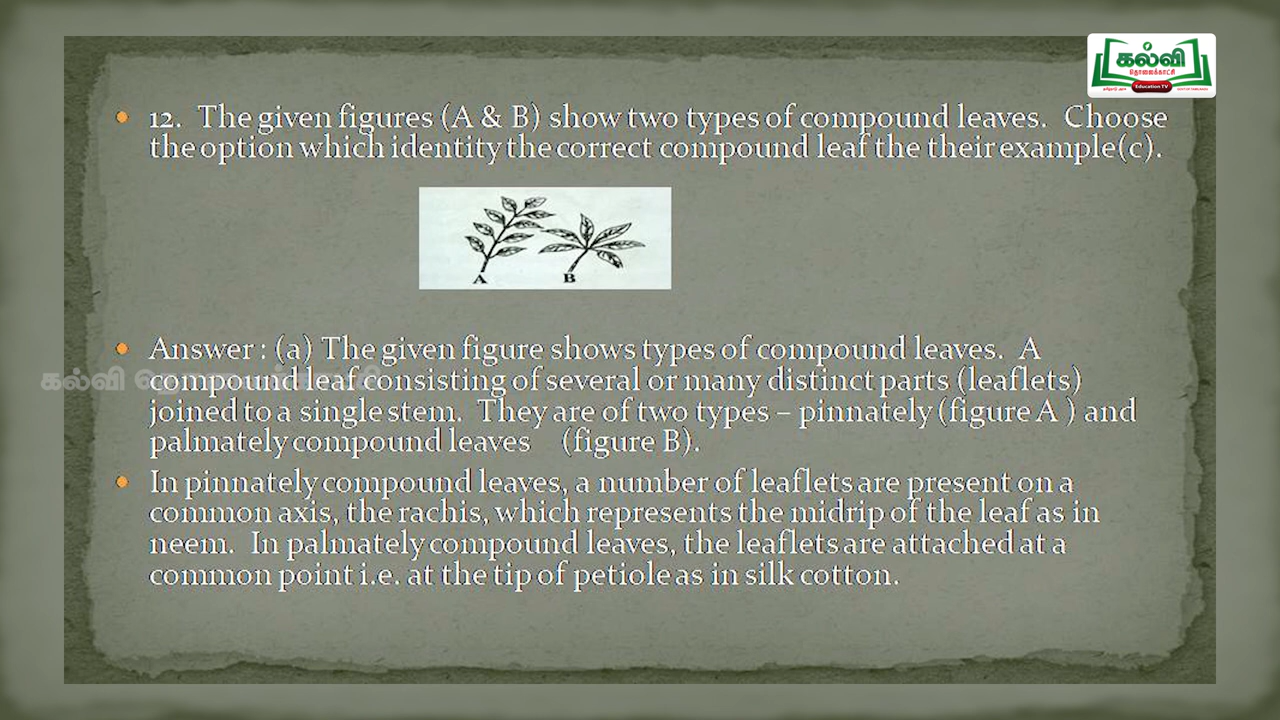 கல்வி
தொலைக்காட்சி
Education TV
12. The given figures (A & B) show two types of compound leaves. Choose
the option which identity the correct compound leaf the their example(c).
A B
Answer : (a) The given figure shows types of compound leaves. A
கல்வி தொலைக்காட்சி
compound leaf consisting of several or many distinct parts (leaflets)
joined to a single stem. They are of two types – pinnately (figure A ) and
palmately compound leaves (figure B).
In pinnately compound leaves, a number of leaflets are present on a
common axis, the rachis, which represents the midrip of the leaf as in
neem. In palmately compound leaves, the leaflets are attached at a
common point i.e. at the tip of petiole as in silk cotton.